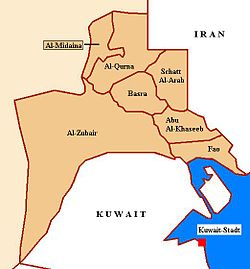 Al-Midaina
IRAN
Al-Qurna
Schatt
Al-Arab
Basra
Abu
Al-Khaseeb
Al-Zubair
Fao
KUWAIT
Kuwait-Stadt